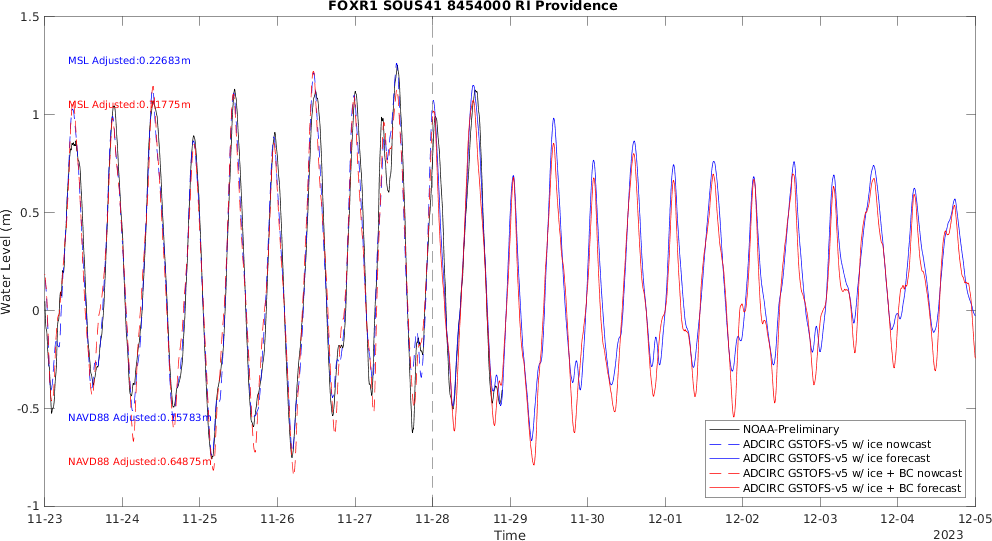 FOXR1 SOUS41 8454000 RI Providence
1.5
MSL Adjusted:0.22683m
MSL Adjusted:0.71775m
1
0.5
Water Level (m)
0
-0.5
NAVD88 Adjusted:0.15783m
NAVD88 Adjusted:0.64875m
NOAA-Preliminary
ADCIRC GSTOFS-v5 w/ ice nowcast
ADCIRC GSTOFS-v5 w/ ice forecast
ADCIRC GSTOFS-v5 w/ ice + BC nowcast
ADCIRC GSTOFS-v5 w/ ice + BC forecast
-1
11-23 11-24 11-25 11-26 11-27 11-28 11-29 11-30 12-01 12-02 12-03 12-04 12-05
Time
2023